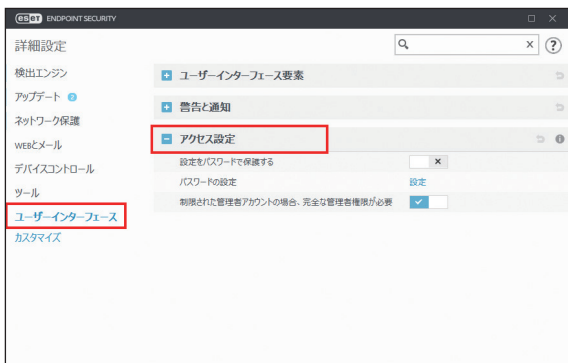 eset ENDPOINT SECURITY
詳細設定
検出エンジン
アップデート 2
ネットワーク保護
WEBとメール
デバイスコントロール
ツール
ユーザーインターフェース
カスタマイズ
ユーザーインターフェース要素
警告と通知
アクセス設定
設定をパスワードで保護する
パスワードの設定 設定
制限された管理者アカウントの場合、完全な管理者権限が必要